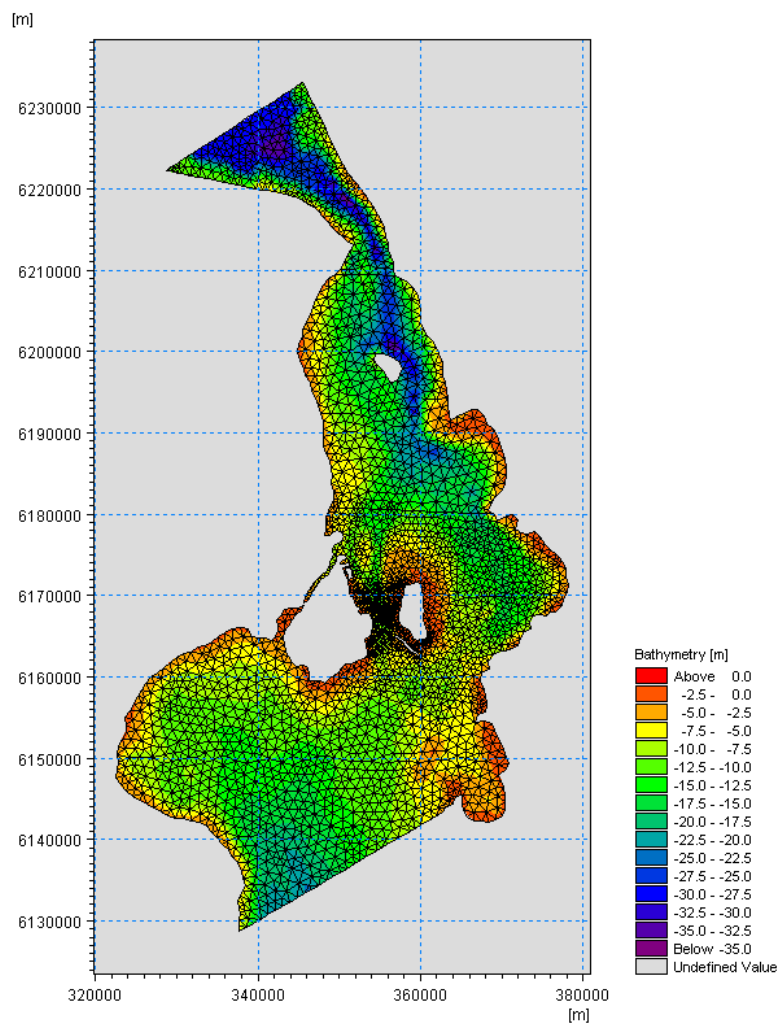 [m]
6230000
6220000
6210000
6200000
6190000
6180000
6170000
6160000
6150000
6140000
6130000
320000 340000 360000 380000
[m]
Bathymetry [m]
Above 0.0
-2.5 - 0.0
-5.0 - -2.5
-7.5 - -5.0
-10.0 - -7.5
-12.5 - -10.0
-15.0 - -12.5
-17.5 - -15.0
-20.0 - -17.5
-22.5 - -20.0
-25.0 - -22.5
-27.5 - -25.0
-30.0 - -27.5
-32.5 - -30.0
-35.0 - -32.5
Below -35.0
Undefined Value